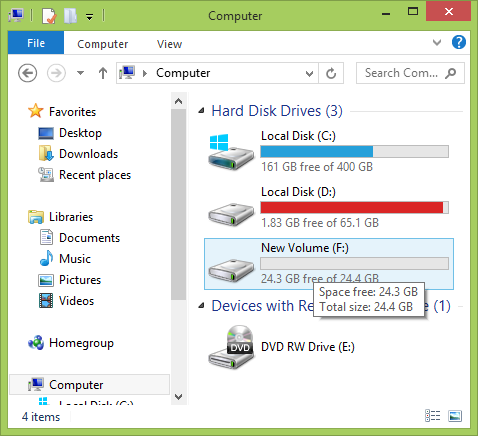 Computer
File
Computer
View
Computer
Search Com...
Favorites
Desktop
Downloads
Recent places
Libraries
Documents
Music
Pictures
Videos
Homegroup
Computer
Local Disk (C:)
Hard Disk Drives (3)
Local Disk (C:)
161 GB free of 400 GB
Local Disk (D:)
1.83 GB free of 65.1 GB
New Volume (F:)
24.3 GB free of 24.4 GB
Space free: 24.3 GB
Total size: 24.4 GB
Devices with (1)
DVD
DVD RW Drive (E:)
4 items